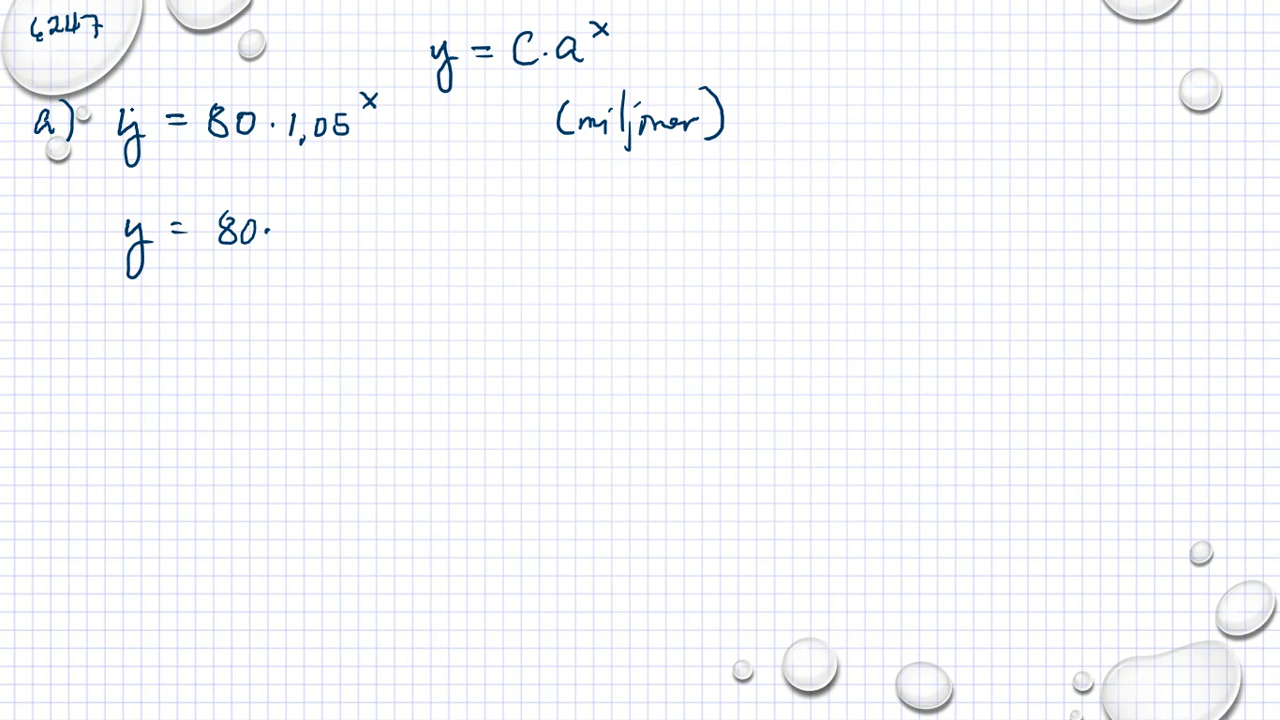 6247
y = C · a^x
a) y = 80 · 1,05^x (miljoner)
y = 80 ·